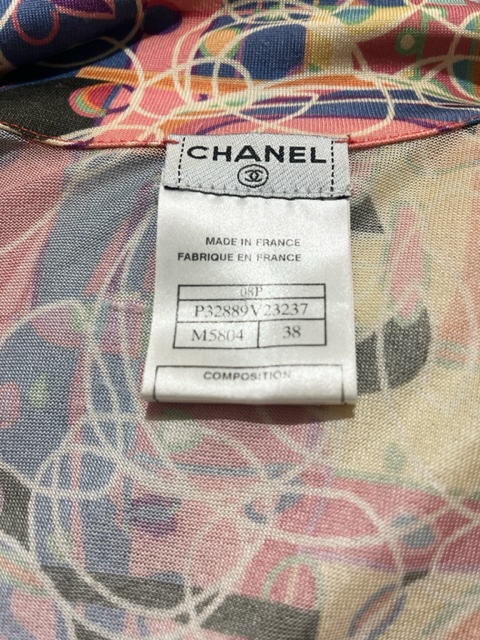 CHANEL
MADE IN FRANCE
FABRIQUE EN FRANCE
08P
P32889V23237
M5804 38
COMPOSITION